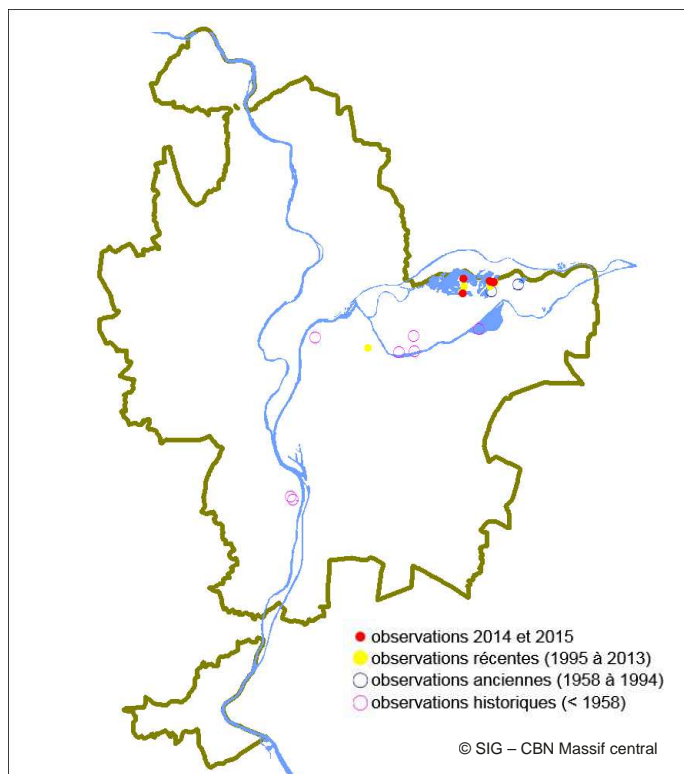 observations 2014 et 2015
observations récentes (1995 à 2013)
observations anciennes (1958 à 1994)
observations historiques (< 1958)
© SIG – CBN Massif central